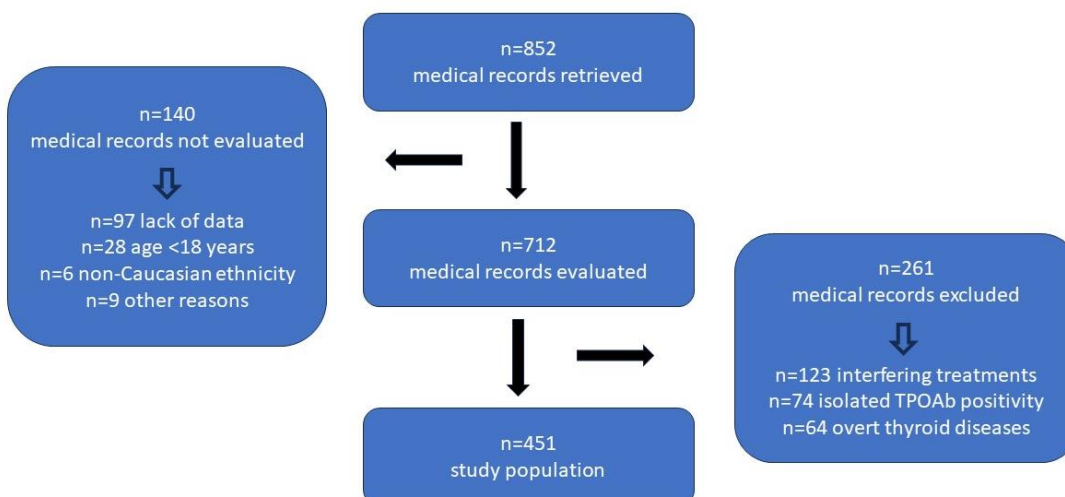 n=852
medical records retrieved
n=140
medical records not evaluated
n=97 lack of data
n=28 age <18 years
n=6 non-Caucasian ethnicity
n=9 other reasons
n=712
medical records evaluated
n=261
medical records excluded
n=123 interfering treatments
n=74 isolated TPOAb positivity
n=64 overt thyroid diseases
n=451
study population